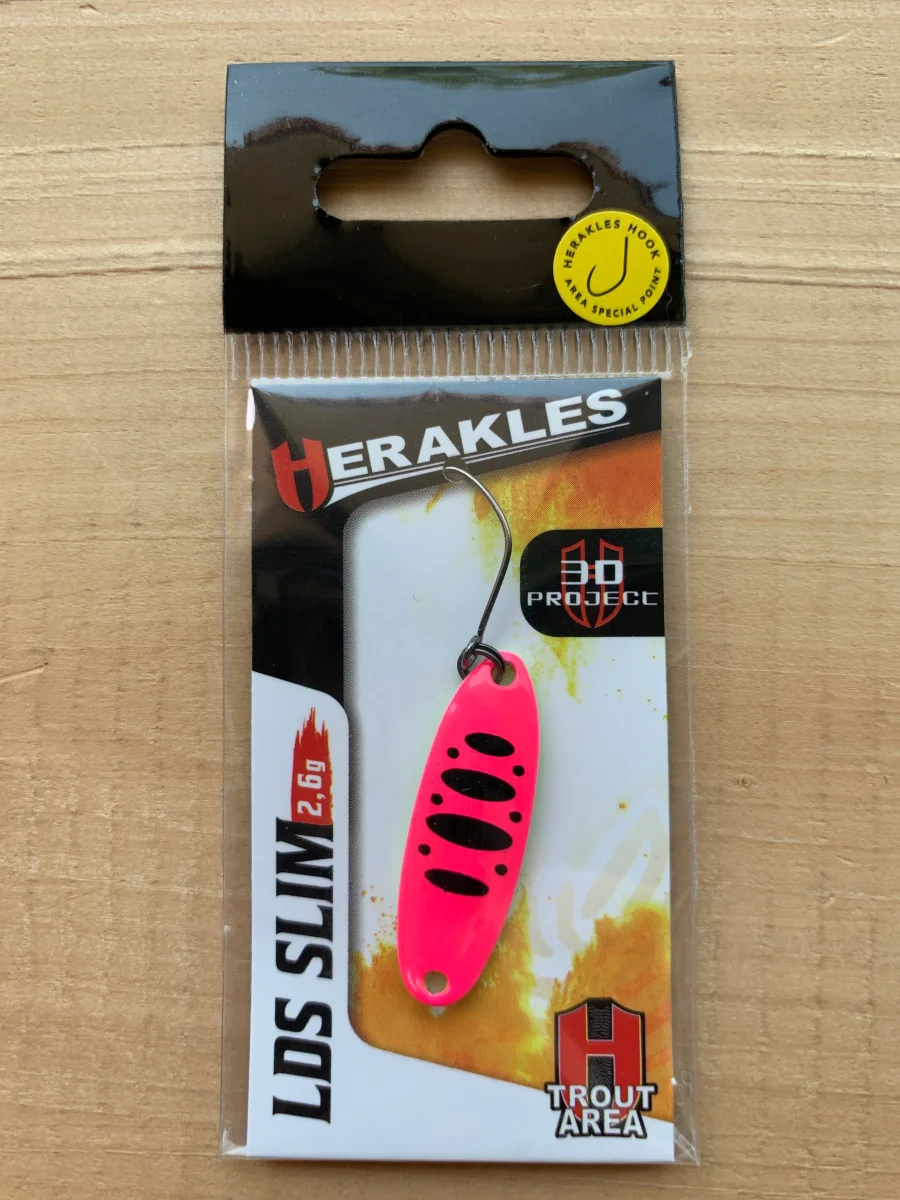 HERAKLES HOOK
AREA SPECIAL POINT
HERAKLES
3D
PROJECT
LDS SLIM 2,6g
H
TROUT
AREA